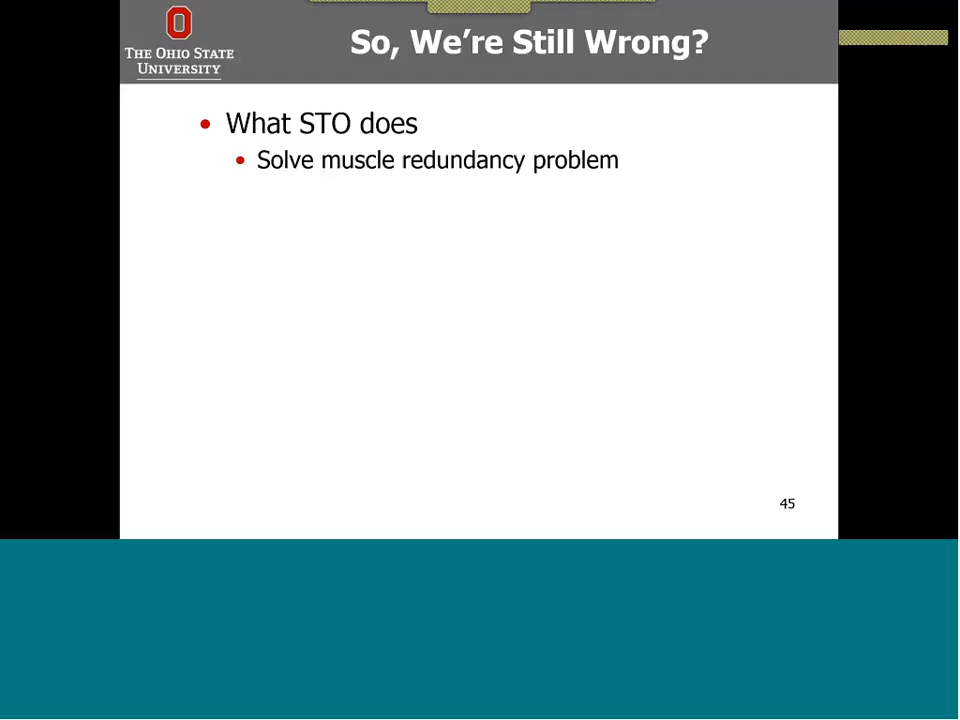 THE OHIO STATE
UNIVERSITY
So, We're Still Wrong?
• What STO does
• Solve muscle redundancy problem
45